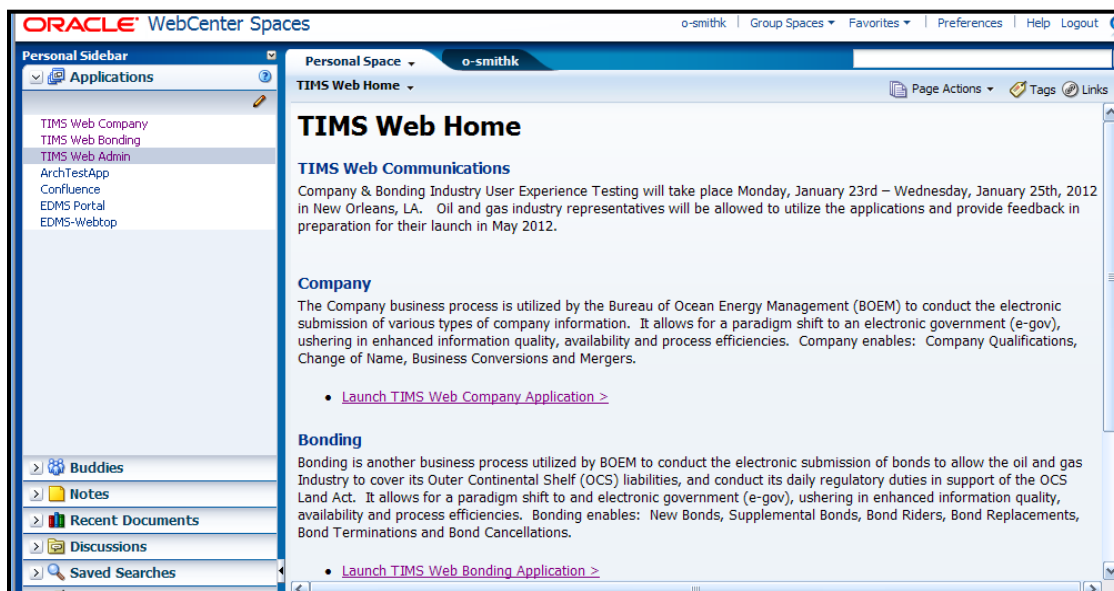 ORACLE WebCenter Spaces
o-smithk Group Spaces Favorites Preferences Help Logout
Personal Sidebar
Applications
TIMS Web Company
TIMS Web Bonding
TIMS Web Admin
ArchTestApp
Confluence
EDMS Portal
EDMS-Webtop
Buddies
Notes
Recent Documents
Discussions
Saved Searches
Personal Space o-smithk
TIMS Web Home Page Actions Tags Links
TIMS Web Home
TIMS Web Communications
Company & Bonding Industry User Experience Testing will take place Monday, January 23rd – Wednesday, January 25th, 2012
in New Orleans, LA. Oil and gas industry representatives will be allowed to utilize the applications and provide feedback in
preparation for their launch in May 2012.
Company
The Company business process is utilized by the Bureau of Ocean Energy Management (BOEM) to conduct the electronic
submission of various types of company information. It allows for a paradigm shift to an electronic government (e-gov),
ushering in enhanced information quality, availability and process efficiencies. Company enables: Company Qualifications,
Change of Name, Business Conversions and Mergers.
• Launch TIMS Web Company Application >
Bonding
Bonding is another business process utilized by BOEM to conduct the electronic submission of bonds to allow the oil and gas
Industry to cover its Outer Continental Shelf (OCS) liabilities, and conduct its daily regulatory duties in support of the OCS
Land Act. It allows for a paradigm shift to and electronic government (e-gov), ushering in enhanced information quality,
availability and process efficiencies. Bonding enables: New Bonds, Supplemental Bonds, Bond Riders, Bond Replacements,
Bond Terminations and Bond Cancellations.
• Launch TIMS Web Bonding Application >